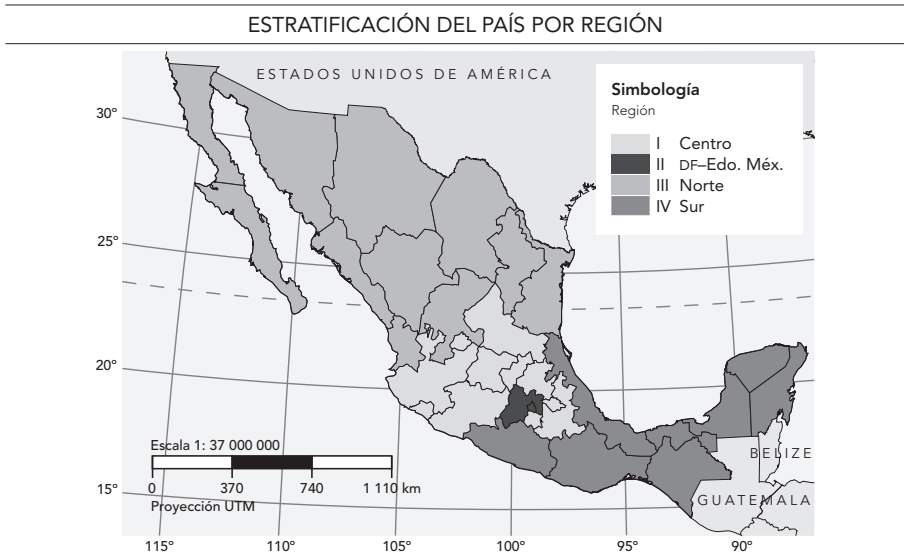 ESTRATIFICACIÓN DEL PAÍS POR REGIÓN
ESTADOS UNIDOS DE AMÉRICA
Simbología
Región
I Centro
II DF–Edo. Méx.
III Norte
IV Sur
30°
25°
20°
15°
Escala 1: 37 000 000
0 370 740 1 110 km
Proyección UTM
BELIZE
GUATEMALA
115° 110° 105° 100° 95° 90°